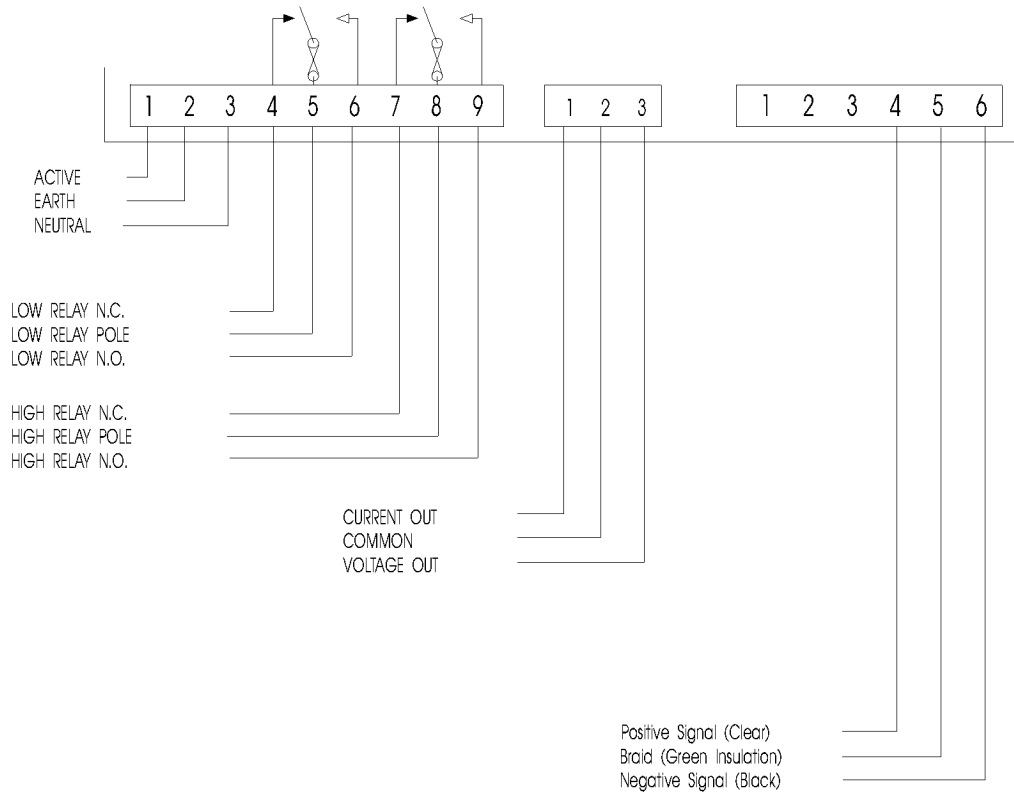 1 2 3 4 5 6 7 8 9
1 2 3
1 2 3 4 5 6
ACTIVE
EARTH
NEUTRAL
LOW RELAY N.C.
LOW RELAY POLE
LOW RELAY N.O.
HIGH RELAY N.C.
HIGH RELAY POLE
HIGH RELAY N.O.
CURRENT OUT
COMMON
VOLTAGE OUT
Positive Signal (Clear)
Braid (Green Insulation)
Negative Signal (Black)